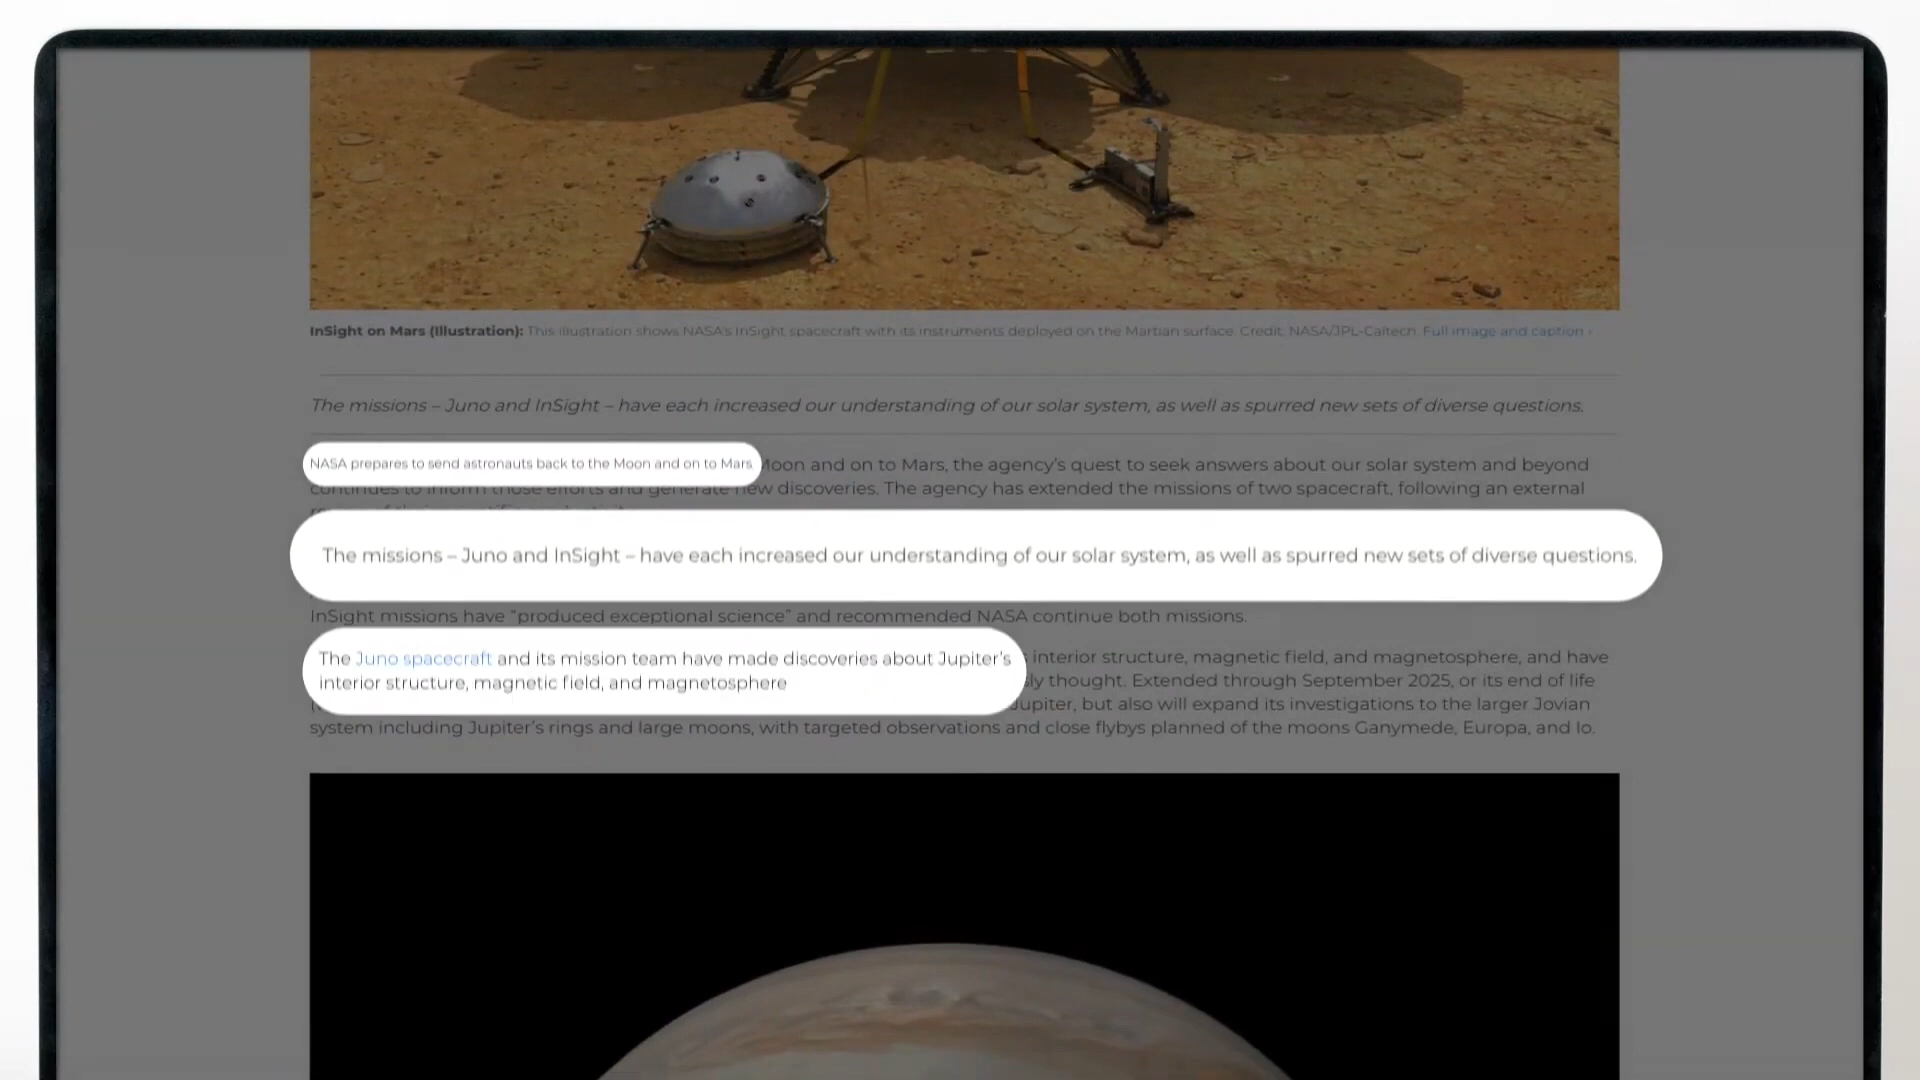 InSight on Mars (Illustration): This illustration shows NASA's InSight spacecraft with its instruments deployed on the Martian surface. Credit: NASA/JPL-Caltech. Full image and caption ›
The missions – Juno and InSight – have each increased our understanding of our solar system, as well as spurred new sets of diverse questions.
NASA prepares to send astronauts back to the Moon and on to Mars
Moon and on to Mars, the agency's quest to seek answers about our solar system and beyond
continues to inform those efforts and generate new discoveries. The agency has extended the missions of two spacecraft, following an external
The missions – Juno and InSight – have each increased our understanding of our solar system, as well as spurred new sets of diverse questions.
InSight missions have “produced exceptional science” and recommended NASA continue both missions.
The Juno spacecraft and its mission team have made discoveries about Jupiter's
interior structure, magnetic field, and magnetosphere
interior structure, magnetic field, and magnetosphere, and have
thought. Extended through September 2025, or its end of life
Jupiter, but also will expand its investigations to the larger Jovian
system including Jupiter's rings and large moons, with targeted observations and close flybys planned of the moons Ganymede, Europa, and Io.